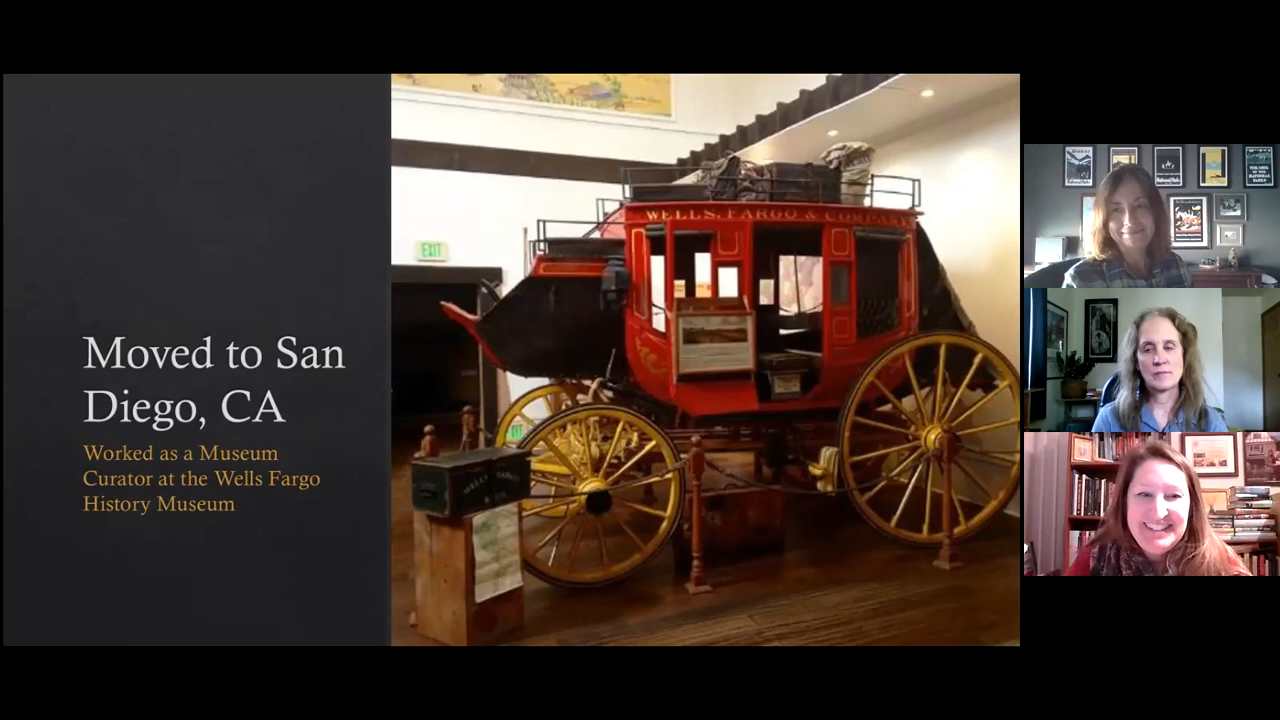 Moved to San
Diego, CA
Worked as a Museum
Curator at the Wells Fargo
History Museum
WELLS, FARGO & COMPANY
EXIT
EXIT